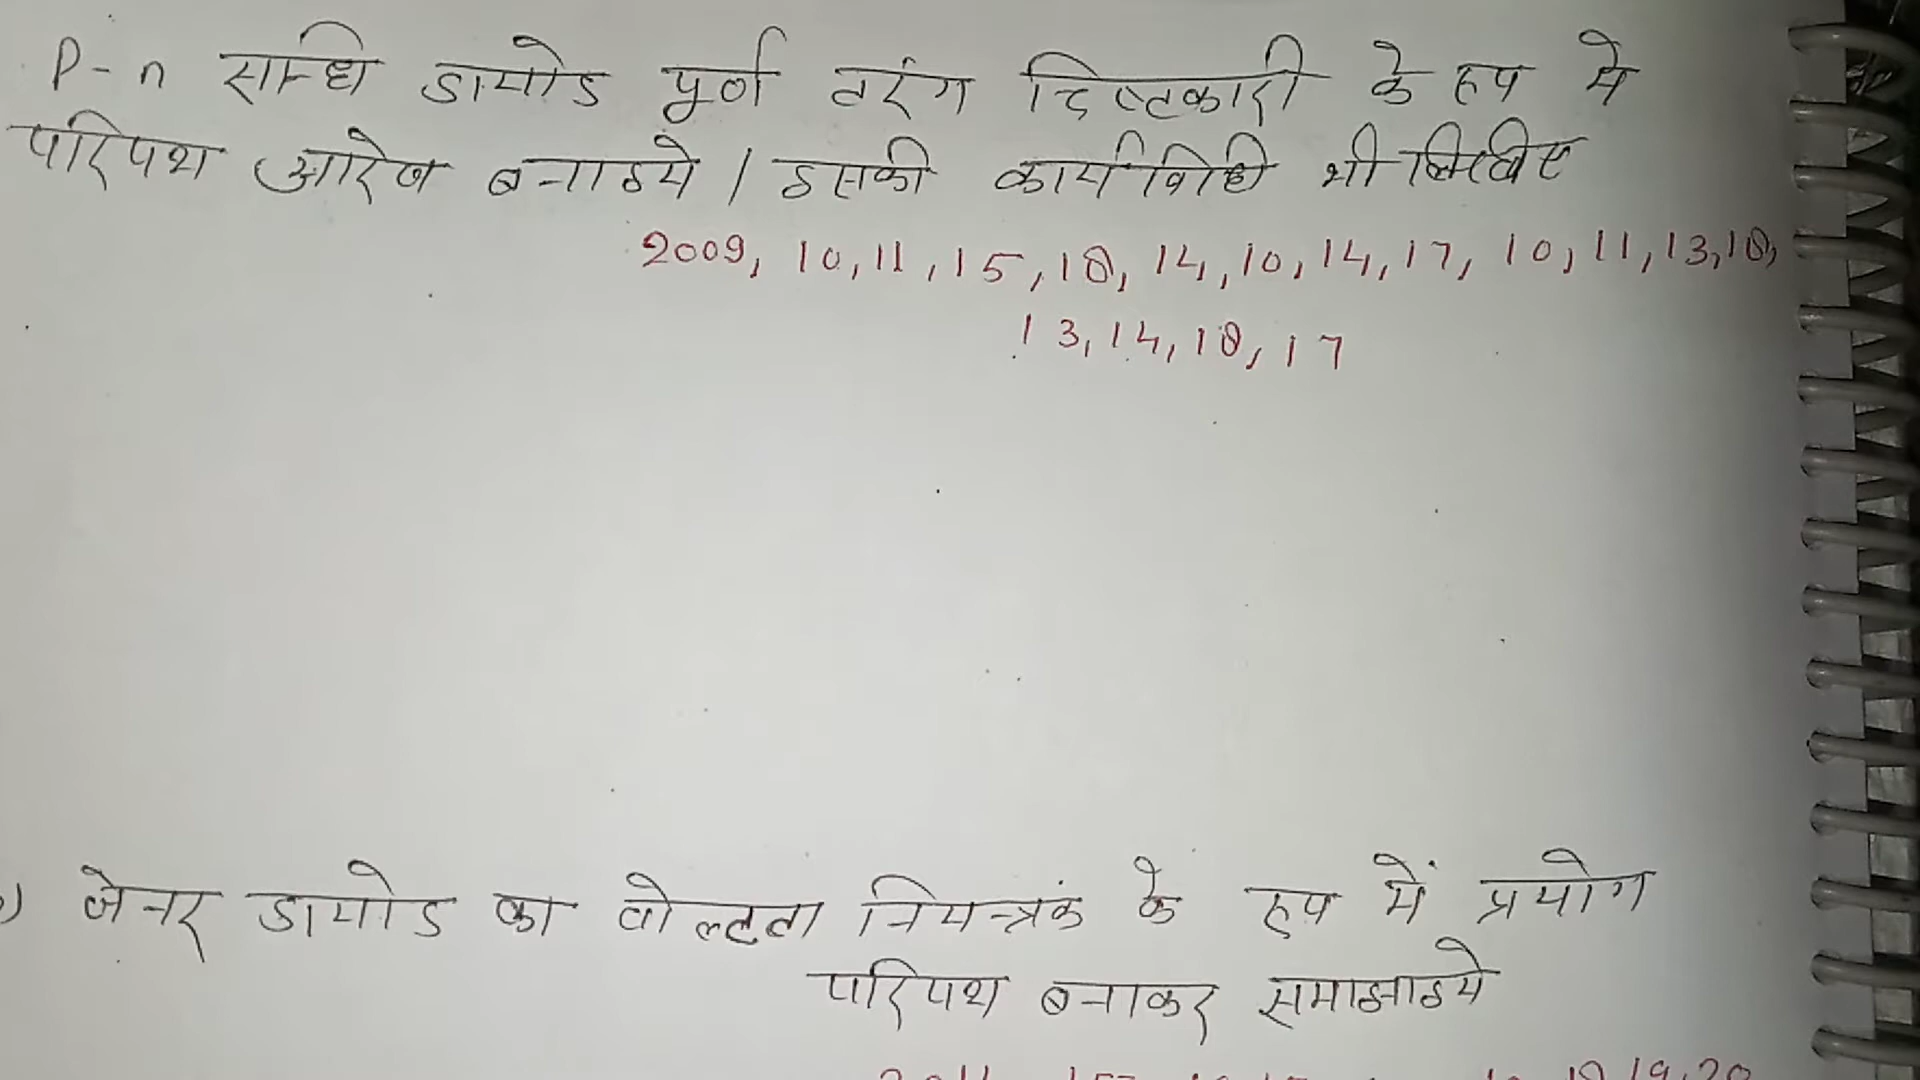 P-n सन्धि डायोड पूर्ण तरंग दिष्टकारी के रूप मे
परिपथ आरेख बनाइये। इसकी कार्यविधि भी लिखिए
2009, 10, 11, 15, 18, 14, 10, 14, 17, 10, 11, 13, 18,
13, 14, 18, 17
जेनर डायोड का वोल्टता नियन्त्रकं के रूप में प्रयोग
परिपथ बनाकर समाझाइये